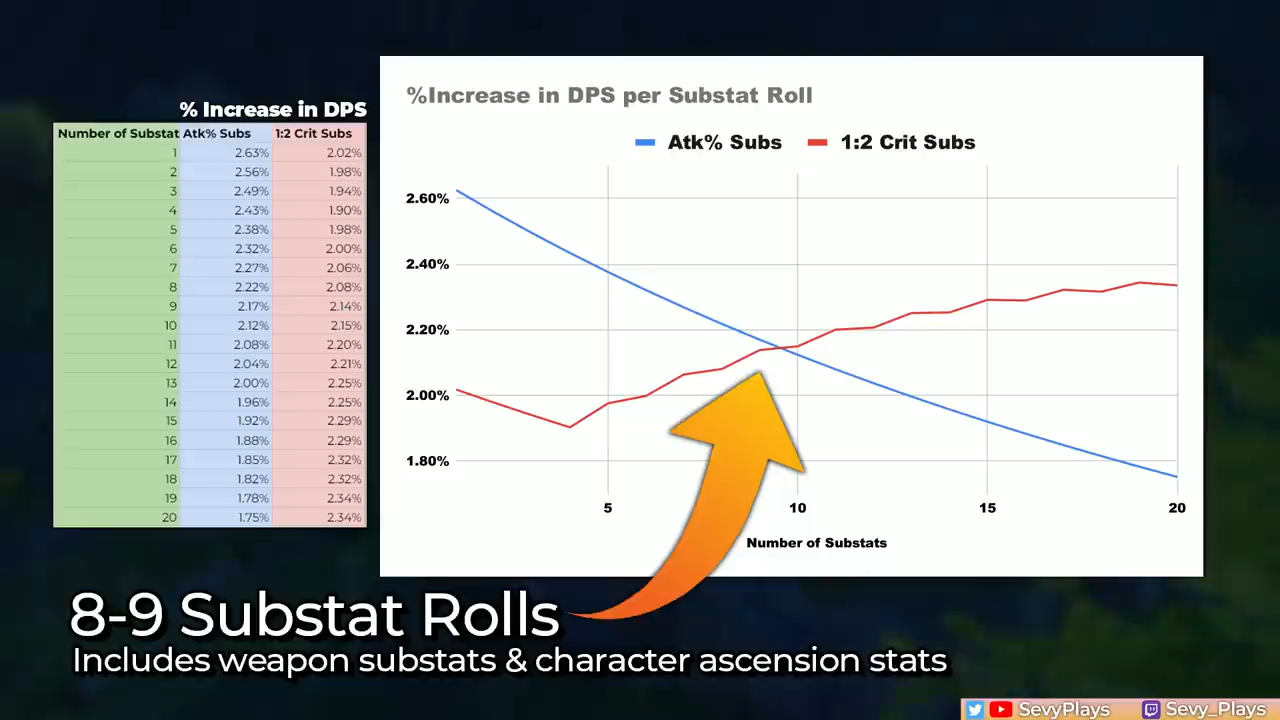 % Increase in DPS
Number of Substat Atk% Subs 1:2 Crit Subs
1 2.63% 2.02%
2 2.56% 1.98%
3 2.49% 1.94%
4 2.43% 1.90%
5 2.38% 1.98%
6 2.32% 2.00%
7 2.27% 2.06%
8 2.22% 2.08%
9 2.17% 2.14%
10 2.12% 2.15%
11 2.08% 2.20%
12 2.04% 2.21%
13 2.00% 2.25%
14 1.96% 2.25%
15 1.92% 2.29%
16 1.88% 2.29%
17 1.85% 2.32%
18 1.82% 2.32%
19 1.78% 2.34%
20 1.75% 2.34%
%Increase in DPS per Substat Roll
Atk% Subs 1:2 Crit Subs
2.60%
2.40%
2.20%
2.00%
1.80%
5 10 15 20
Number of Substats
8-9 Substat Rolls
Includes weapon substats & character ascension stats
SevyPlays Sevy_Plays